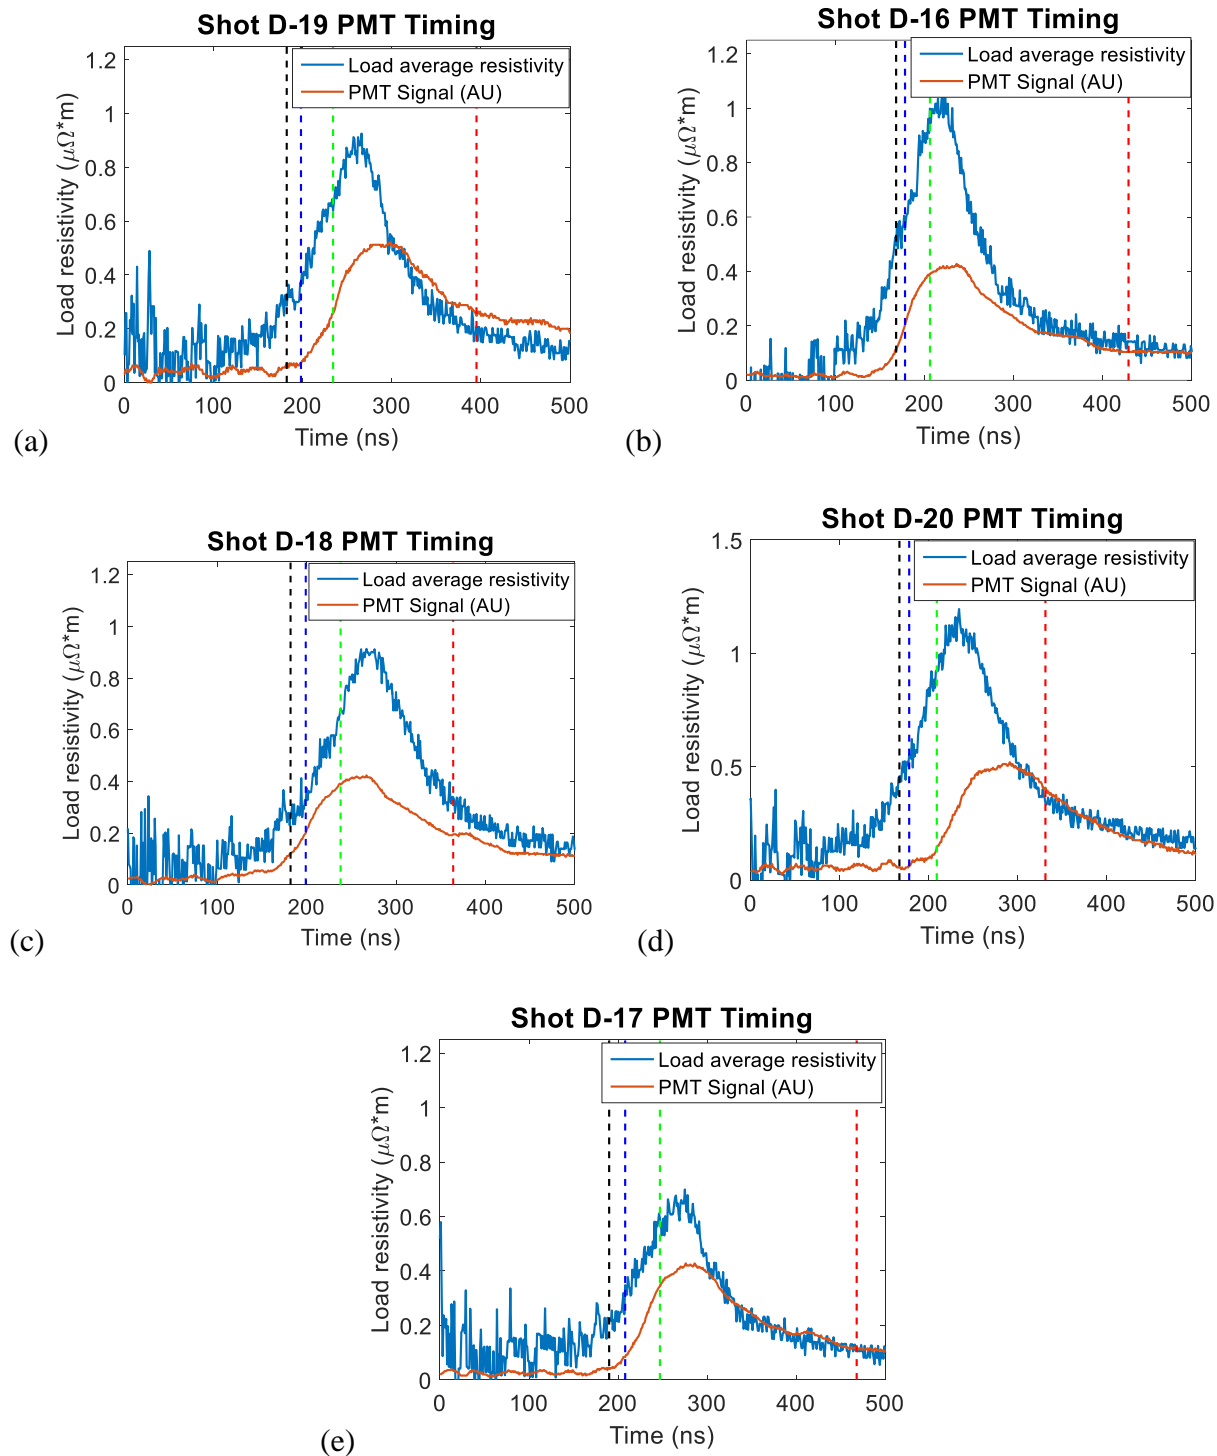 Shot D-19 PMT Timing
Load average resistivity
PMT Signal (AU)
Load resistivity (μΩ*m)
1.2
1
0.8
0.6
0.4
0.2
0
0 100 200 300 400 500
Time (ns)
(a)
Shot D-16 PMT Timing
Load average resistivity
PMT Signal (AU)
Load resistivity (μΩ*m)
1.2
1
0.8
0.6
0.4
0.2
0
0 100 200 300 400 500
Time (ns)
(b)
Shot D-18 PMT Timing
Load average resistivity
PMT Signal (AU)
Load resistivity (μΩ*m)
1.2
1
0.8
0.6
0.4
0.2
0
0 100 200 300 400 500
Time (ns)
(c)
Shot D-20 PMT Timing
Load average resistivity
PMT Signal (AU)
Load resistivity (μΩ*m)
1.5
1
0.5
0
0 100 200 300 400 500
Time (ns)
(d)
Shot D-17 PMT Timing
Load average resistivity
PMT Signal (AU)
Load resistivity (μΩ*m)
1.2
1
0.8
0.6
0.4
0.2
0
0 100 200 300 400 500
Time (ns)
(e)